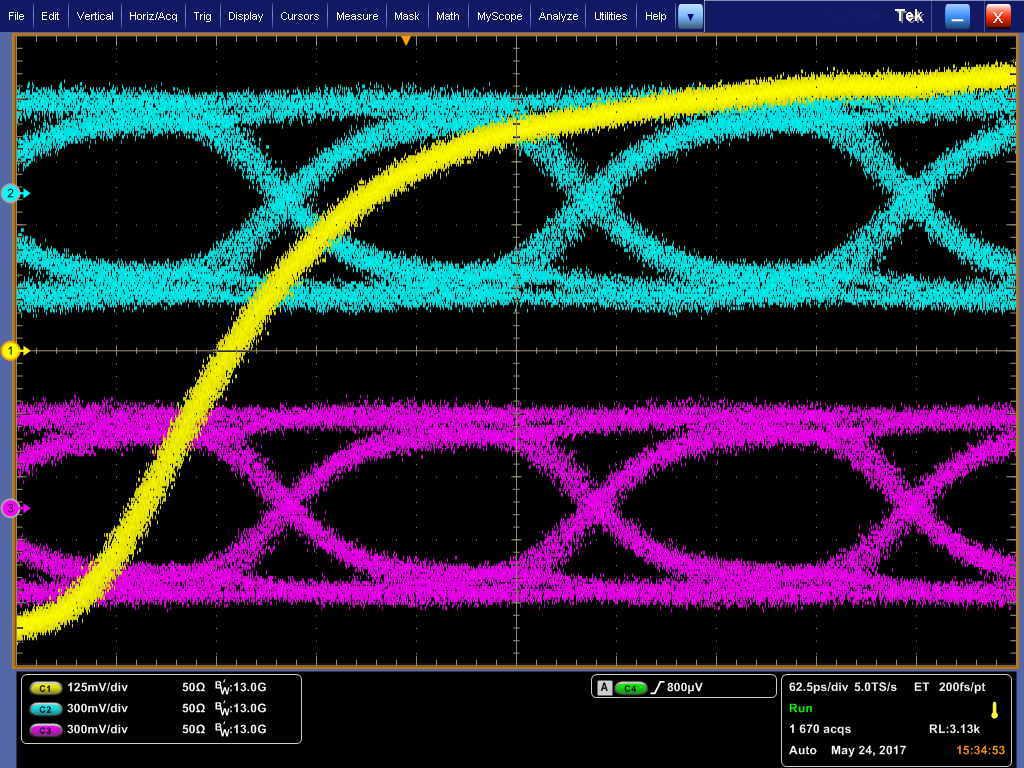 File Edit Vertical Horiz/Acq Trig Display Cursors Measure Mask Math MyScope Analyze Utilities Help Tek X
2
1
3
C1 125mV/div 50Ω BW:13.0G
C2 300mV/div 50Ω BW:13.0G
C3 300mV/div 50Ω BW:13.0G
A C4 800µV
62.5ps/div 5.0TS/s ET 200fs/pt
Run
1 670 acqs RL:3.13k
Auto May 24, 2017 15:34:53